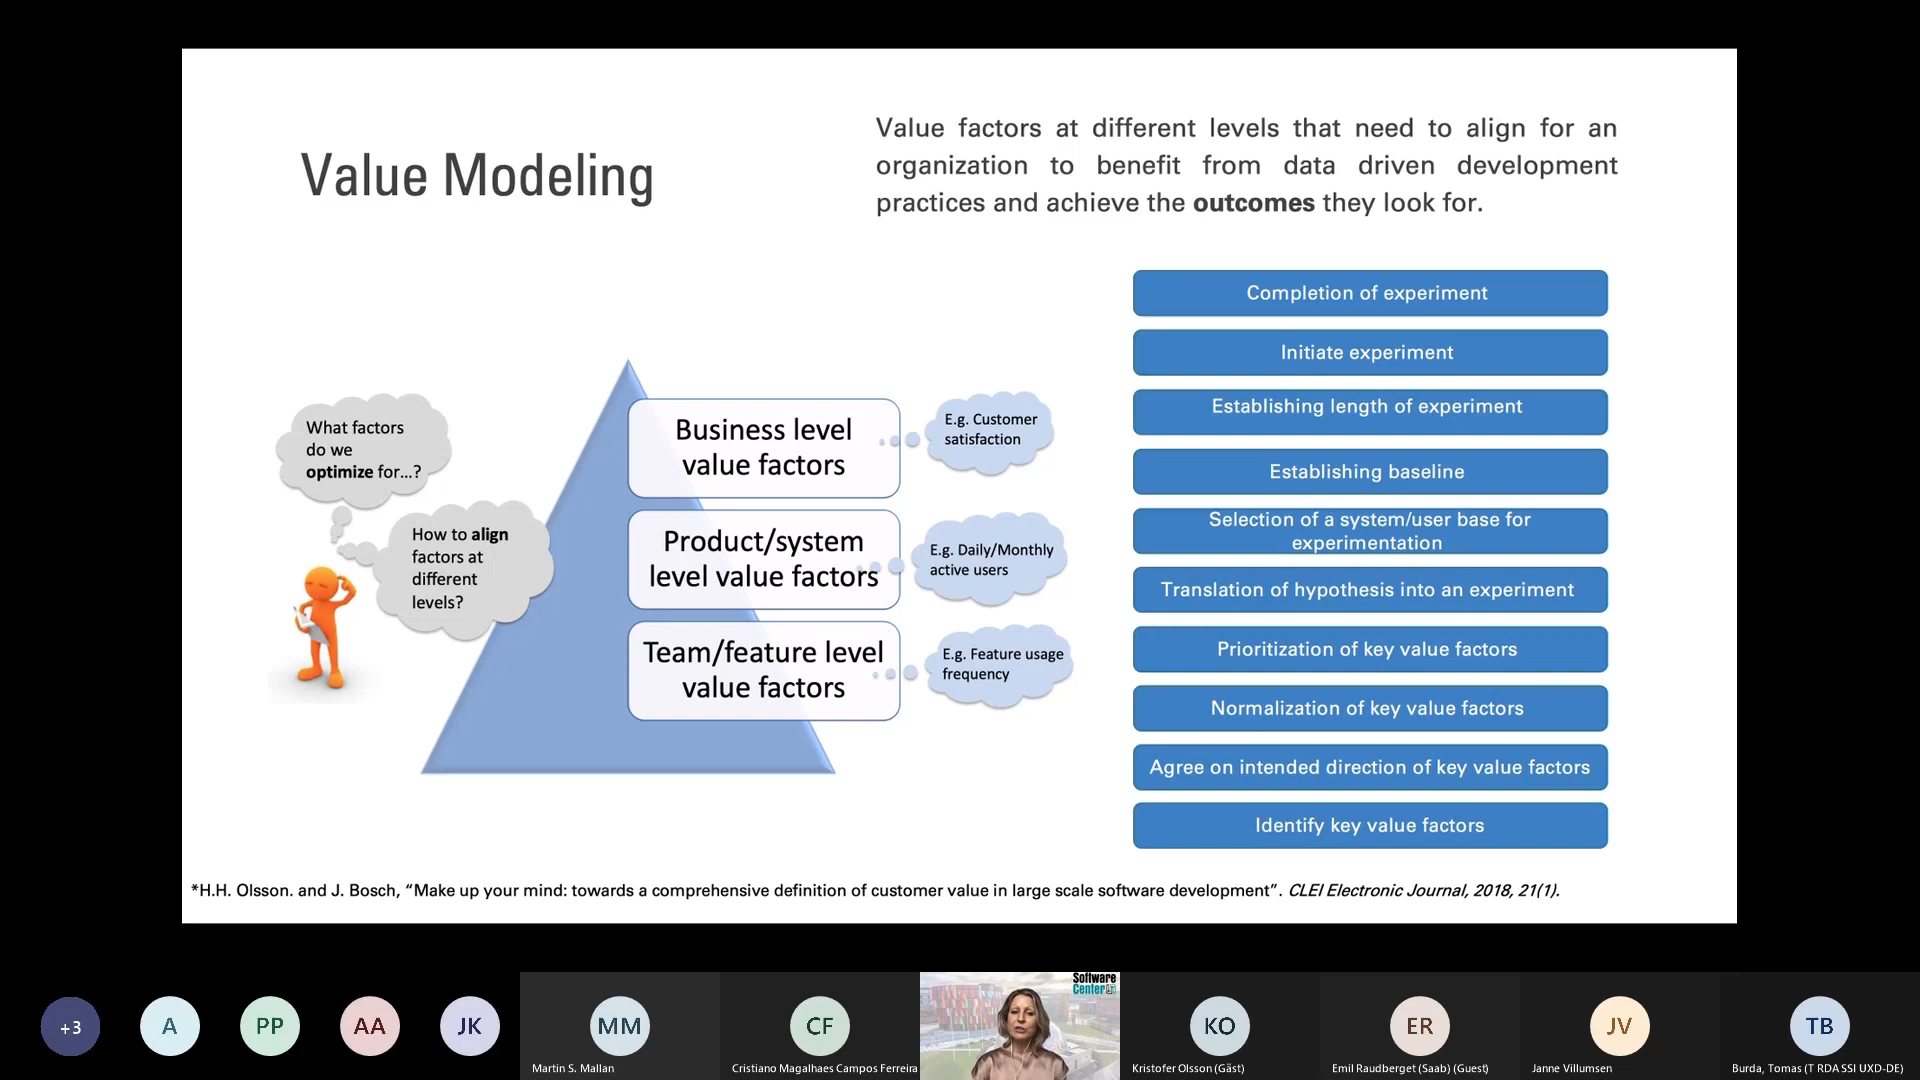 Value Modeling
Value factors at different levels that need to align for an
organization to benefit from data driven development
practices and achieve the outcomes they look for.
What factors
do we
optimize for...?
How to align
factors at
different
levels?
Business level
value factors
E.g. Customer
satisfaction
Product/system
level value factors
E.g. Daily/Monthly
active users
Team/feature level
value factors
E.g. Feature usage
frequency
Completion of experiment
Initiate experiment
Establishing length of experiment
Establishing baseline
Selection of a system/user base for
experimentation
Translation of hypothesis into an experiment
Prioritization of key value factors
Normalization of key value factors
Agree on intended direction of key value factors
Identify key value factors
*H.H. Olsson. and J. Bosch, “Make up your mind: towards a comprehensive definition of customer value in large scale software development”. CLEI Electronic Journal, 2018, 21(1).
+3
A
PP
AA
JK
MM
Martin S. Mallan
CF
Cristiano Magalhaes Campos Ferreira
Software
Center
KO
Kristofer Olsson (Gäst)
ER
Emil Raudberget (Saab) (Guest)
JV
Janne Villumsen
TB
Burda, Tomas (T RDA SSI UXD-DE)